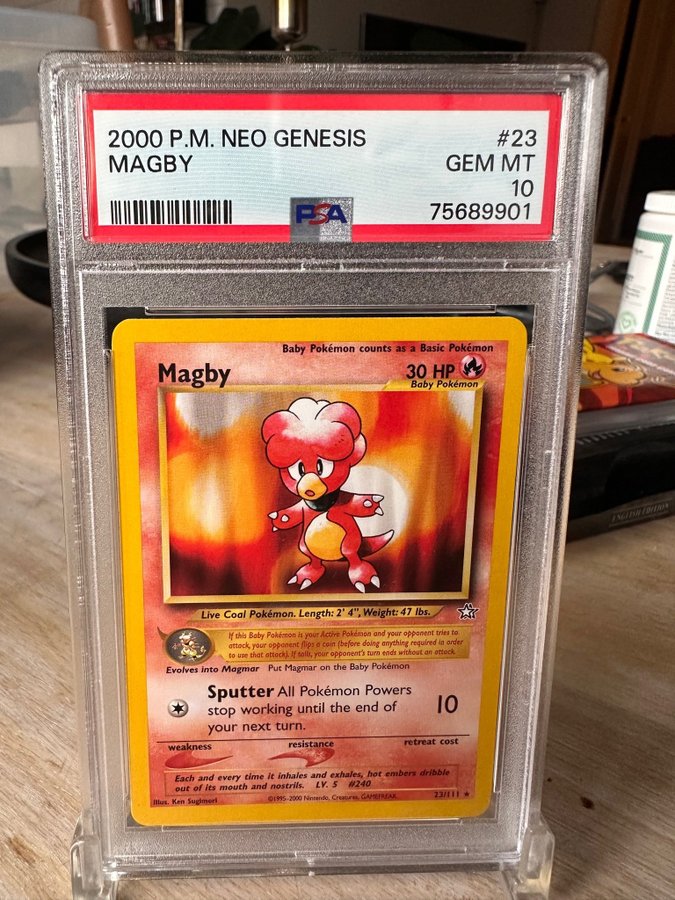 2000 P.M. NEO GENESIS #23
MAGBY GEM MT
10
PSA 75689901
Baby Pokémon counts as a Basic Pokémon
Magby 30 HP
Baby Pokémon
Live Coal Pokémon. Length: 2' 4", Weight: 47 lbs.
If this Baby Pokémon is your Active Pokémon and your opponent tries to
attack, your opponent flips a coin (before doing anything required in order
to use that attack). If tails, your opponent's turn ends without an attack.
Evolves into Magmar Put Magmar on the Baby Pokémon
Sputter All Pokémon Powers
stop working until the end of
your next turn.
10
weakness resistance retreat cost
Each and every time it inhales and exhales, hot embers dribble
out of its mouth and nostrils. LV. 5 #240
Illus. Ken Sugimori ©1995-2000 Nintendo, Creatures, GAMEFREAK. 23/111 ★
ENGLISH EDITION